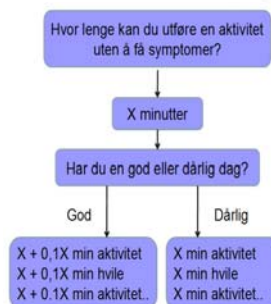 Hvor lenge kan du utføre en aktivitet
uten å få symptomer?
X minutter
Har du en god eller dårlig dag?
God
Dårlig
X + 0,1X min aktivitet
X + 0,1X min hvile
X + 0.1X min aktivitet..
X min aktivitet
X min hvile
X min aktivitet..